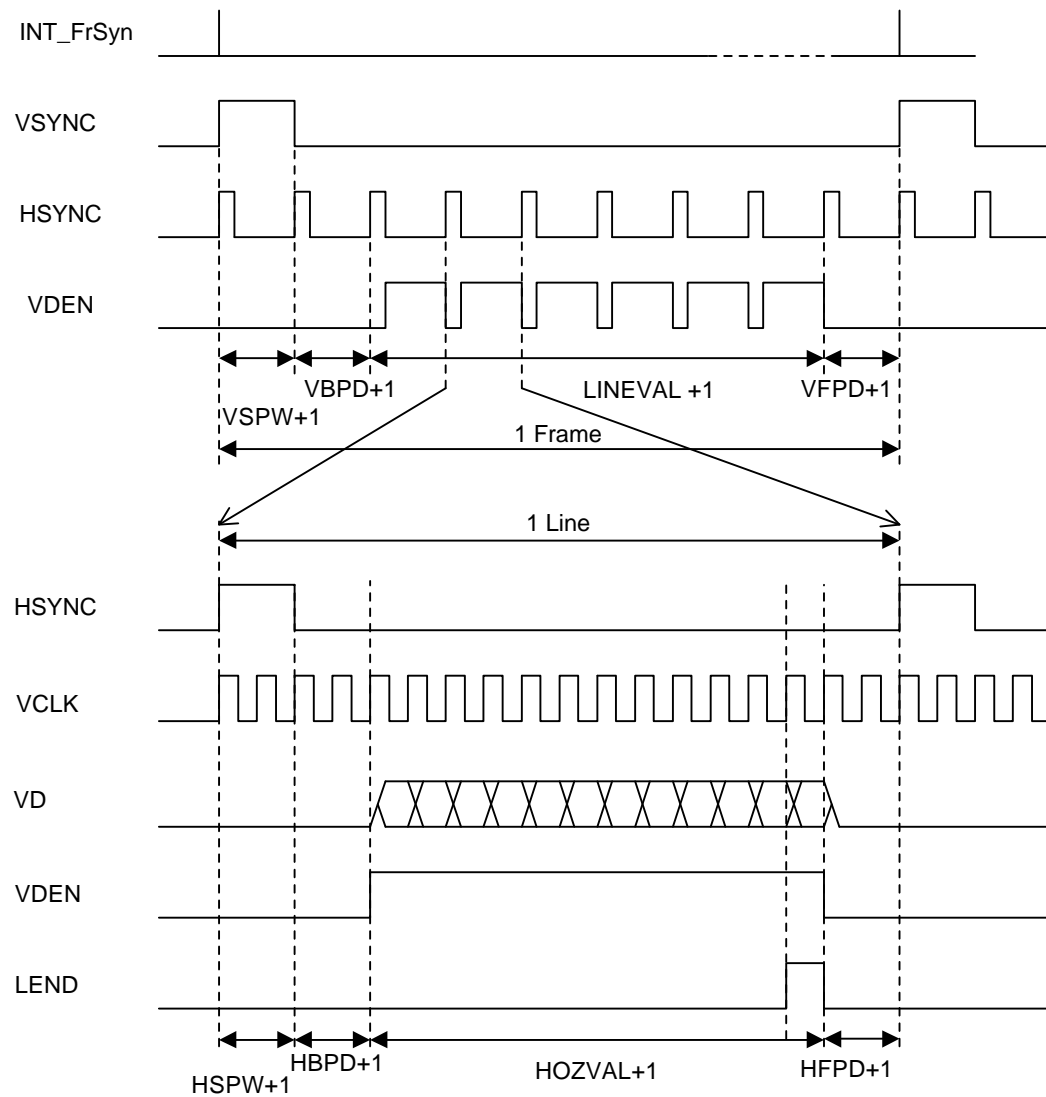 INT_FrSyn
VSYNC
HSYNC
VDEN
VBPD+1
LINEVAL +1
VFPD+1
VSPW+1
1 Frame
1 Line
HSYNC
VCLK
VD
VDEN
LEND
HBPD+1
HOZVAL+1
HFPD+1
HSPW+1